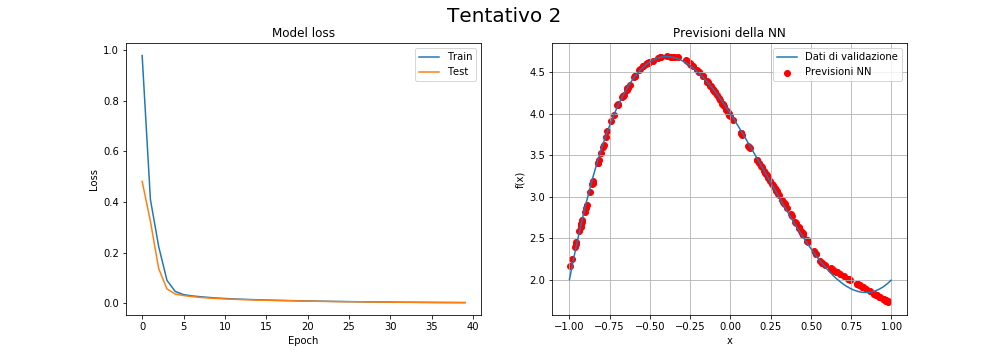 Tentativo 2
Model loss
Train
Test
1.0
0.8
0.6
0.4
0.2
0.0
Loss
0
5
10
15
20
25
30
35
40
Epoch
Previsioni della NN
Dati di validazione
Previsioni NN
4.5
4.0
3.5
3.0
2.5
2.0
f(x)
−1.00
−0.75
−0.50
−0.25
0.00
0.25
0.50
0.75
1.00
x